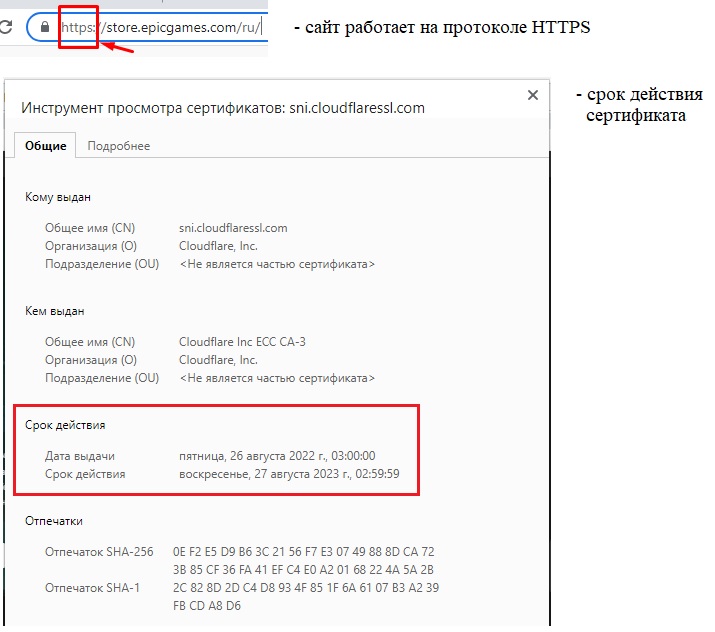 https://store.epicgames.com/ru/
- сайт работает на протоколе HTTPS
- срок действия
сертификата
Инструмент просмотра сертификатов: sni.cloudflaressl.com
Общие Подробнее
Кому выдан
Общее имя (CN) sni.cloudflaressl.com
Организация (O) Cloudflare, Inc.
Подразделение (OU) <Не является частью сертификата>
Кем выдан
Общее имя (CN) Cloudflare Inc ECC CA-3
Организация (O) Cloudflare, Inc.
Подразделение (OU) <Не является частью сертификата>
Срок действия
Дата выдачи пятница, 26 августа 2022 г., 03:00:00
Срок действия воскресенье, 27 августа 2023 г., 02:59:59
Отпечатки
Отпечаток SHA-256 0E F2 E5 D9 B6 3C 21 56 F7 E3 07 49 88 8D CA 72
3B 85 CF 36 FA 41 EF C4 E0 A2 01 68 22 4A 5A 2B
Отпечаток SHA-1 2C 82 8D 2D C4 D8 93 4F 85 1F 6A 61 07 B3 A2 39
FB CD A8 D6